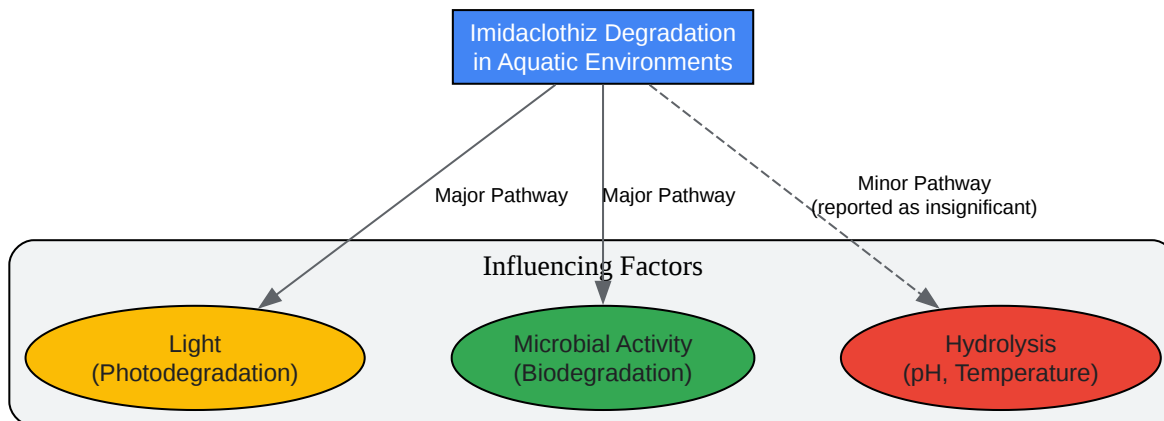 Imidaclothiz Degradation
in Aquatic Environments
Major Pathway
Major Pathway
Minor Pathway
(reported as insignificant)
Influencing Factors
Light
(Photodegradation)
Microbial Activity
(Biodegradation)
Hydrolysis
(pH, Temperature)